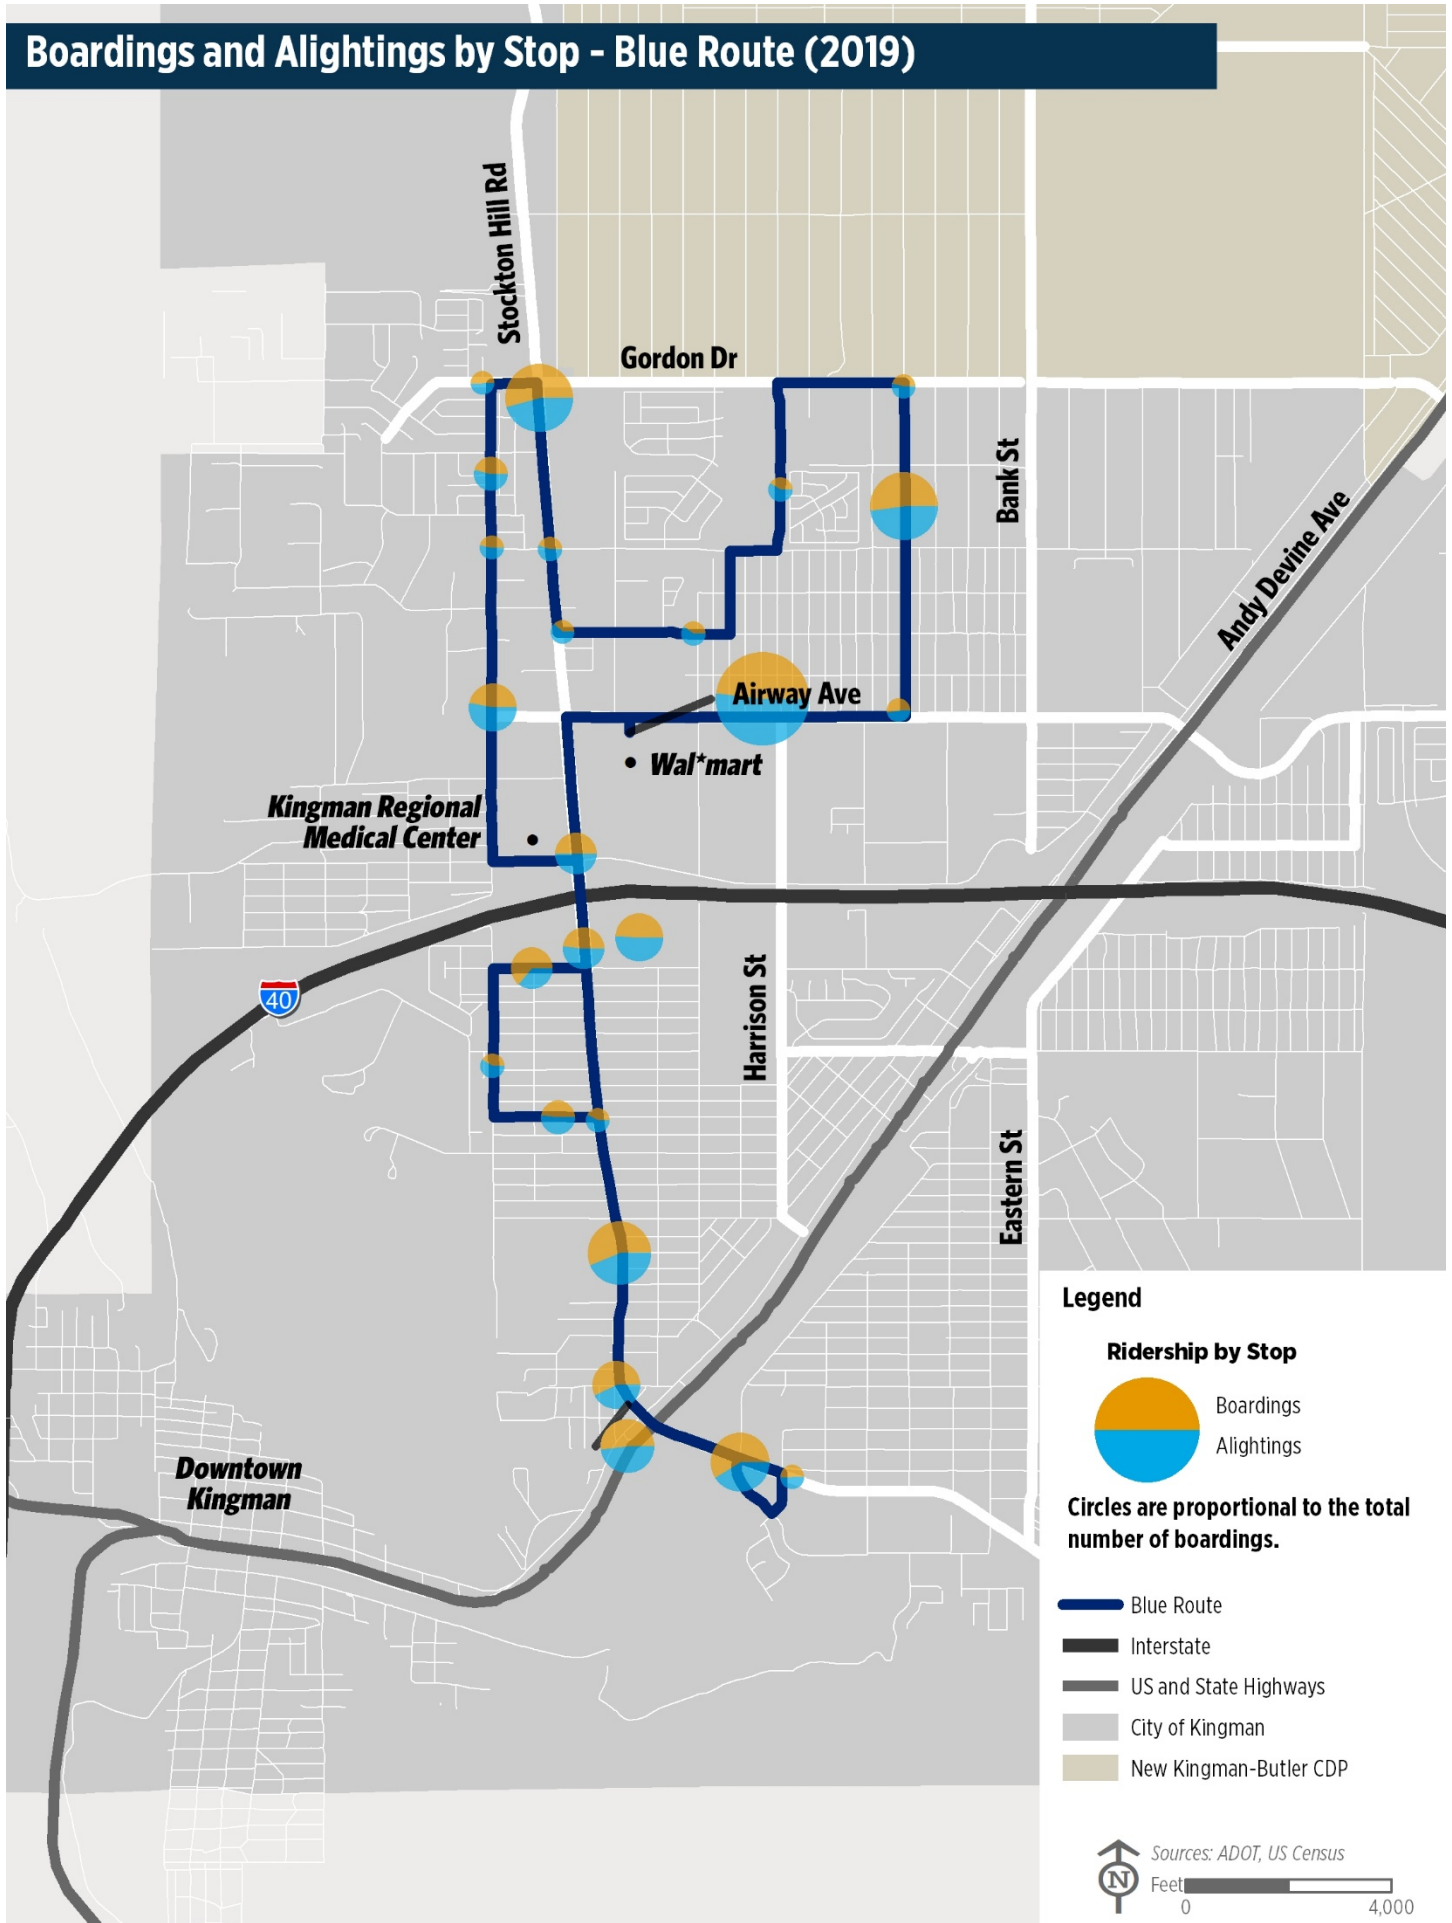 Boardings and Alightings by Stop - Blue Route (2019)
Stockton Hill Rd
Gordon Dr
Bank St
Andy Devine Ave
Airway Ave
Wal*mart
Kingman Regional
Medical Center
40
Harrison St
Eastern St
Downtown
Kingman
Legend
Ridership by Stop
Boardings
Alightings
Circles are proportional to the total
number of boardings.
Blue Route
Interstate
US and State Highways
City of Kingman
New Kingman-Butler CDP
Sources: ADOT, US Census
N
Feet
0 4,000